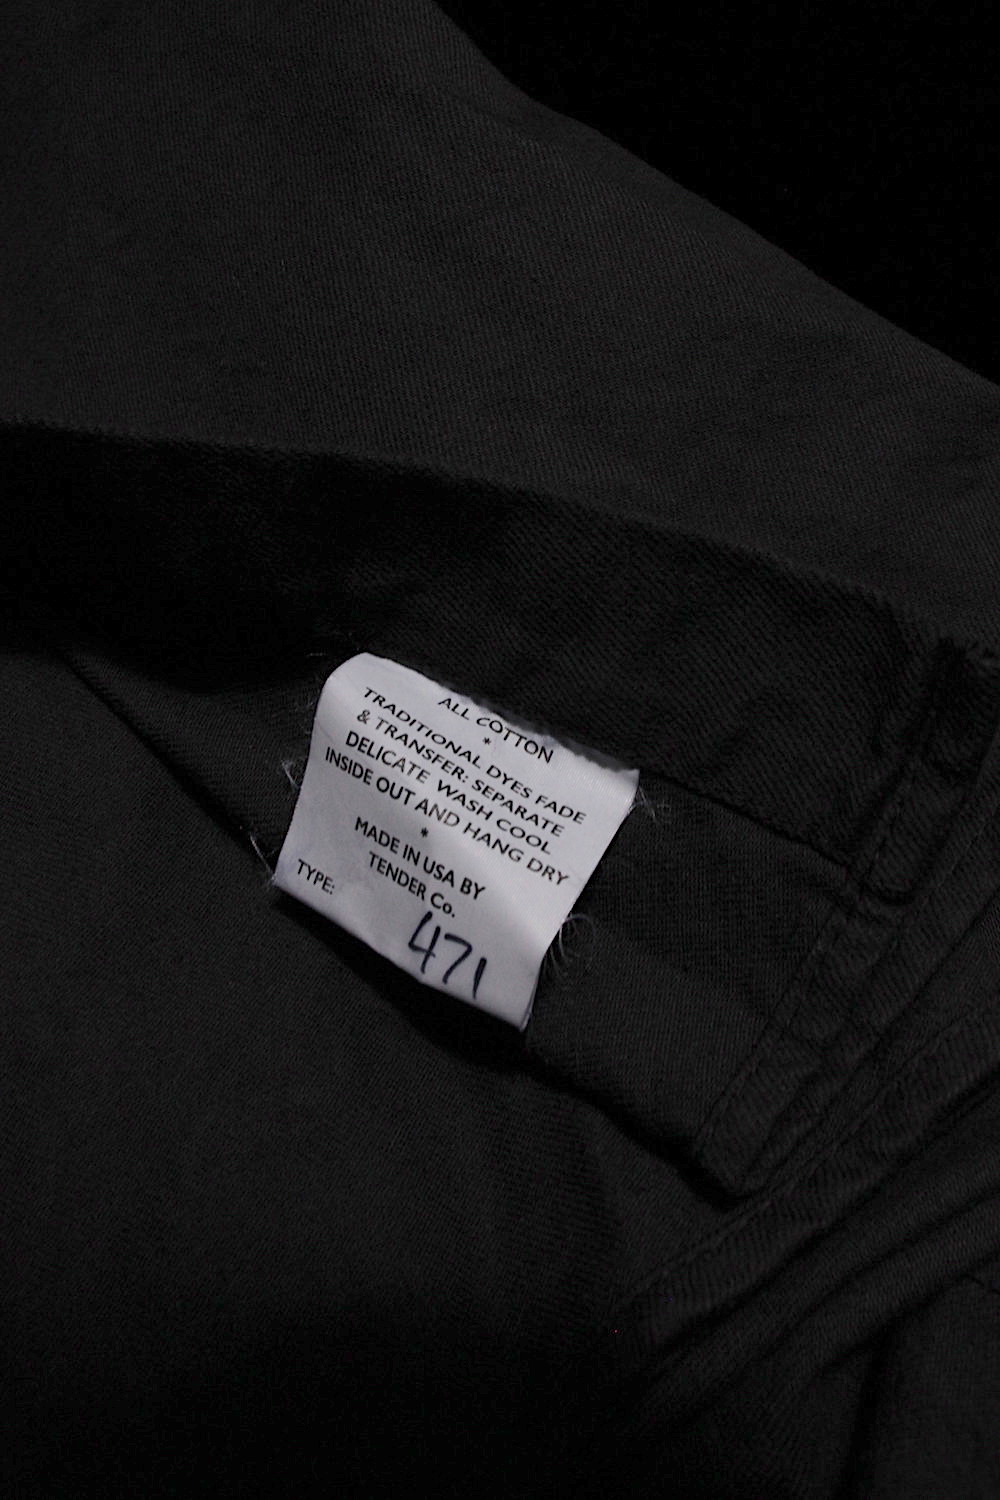 ALL COTTON
*
TRADITIONAL DYES FADE
& TRANSFER: SEPARATE
DELICATE WASH COOL
INSIDE OUT AND HANG DRY
*
MADE IN USA BY
TENDER Co.
TYPE: 471